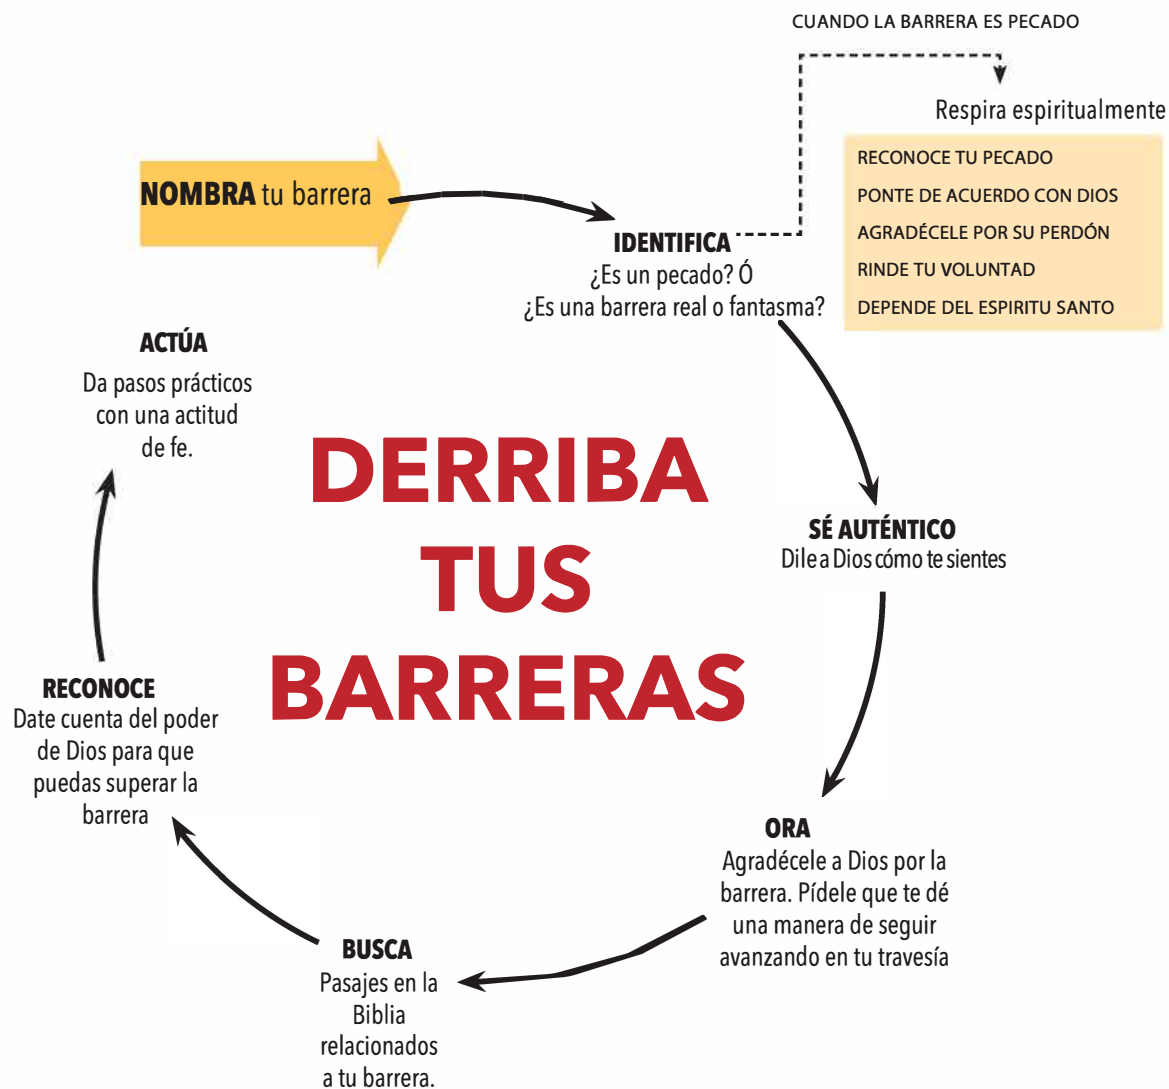 CUANDO LA BARRERA ES PECADO
Respira espiritualmente
RECONOCE TU PECADO
PONTE DE ACUERDO CON DIOS
AGRADÉCELE POR SU PERDÓN
RINDE TU VOLUNTAD
DEPENDE DEL ESPIRITU SANTO
NOMBRA tu barrera
IDENTIFICA
¿Es un pecado? Ó
¿Es una barrera real o fantasma?
SÉ AUTÉNTICO
Dile a Dios cómo te sientes
ORA
Agradécele a Dios por la
barrera. Pídele que te dé
una manera de seguir
avanzando en tu travesía
BUSCA
Pasajes en la
Biblia
relacionados
a tu barrera.
RECONOCE
Date cuenta del poder
de Dios para que
puedas superar la
barrera
ACTÚA
Da pasos prácticos
con una actitud
de fe.
DERRIBA
TUS
BARRERAS